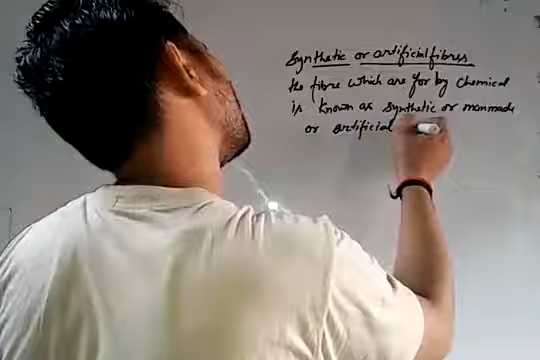 Synthetic or artificial fibres
the fibre which are for by chemical
is known as synthetic or manmade
or artificial